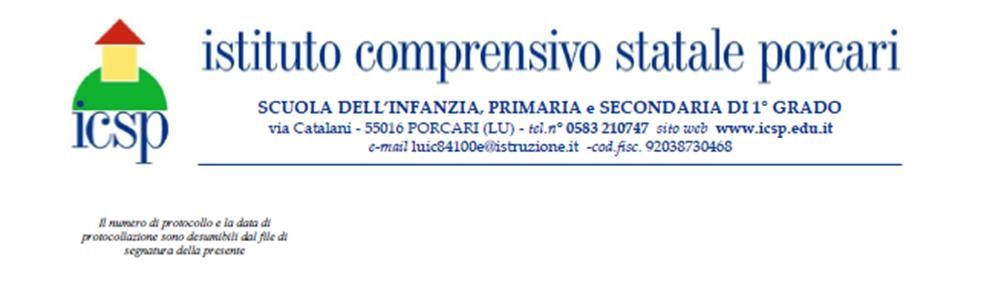 istituto comprensivo statale porcari
icsp
SCUOLA DELL'INFANZIA, PRIMARIA e SECONDARIA DI 1° GRADO
via Catalani - 55016 PORCARI (LU) - tel.n° 0583 210747 sito web www.icsp.edu.it
e-mail luic84100e@istruzione.it -cod.fisc. 92038730468
Il numero di protocollo e la data di
protocollazione sono desumibili dal file di
segnatura della presente